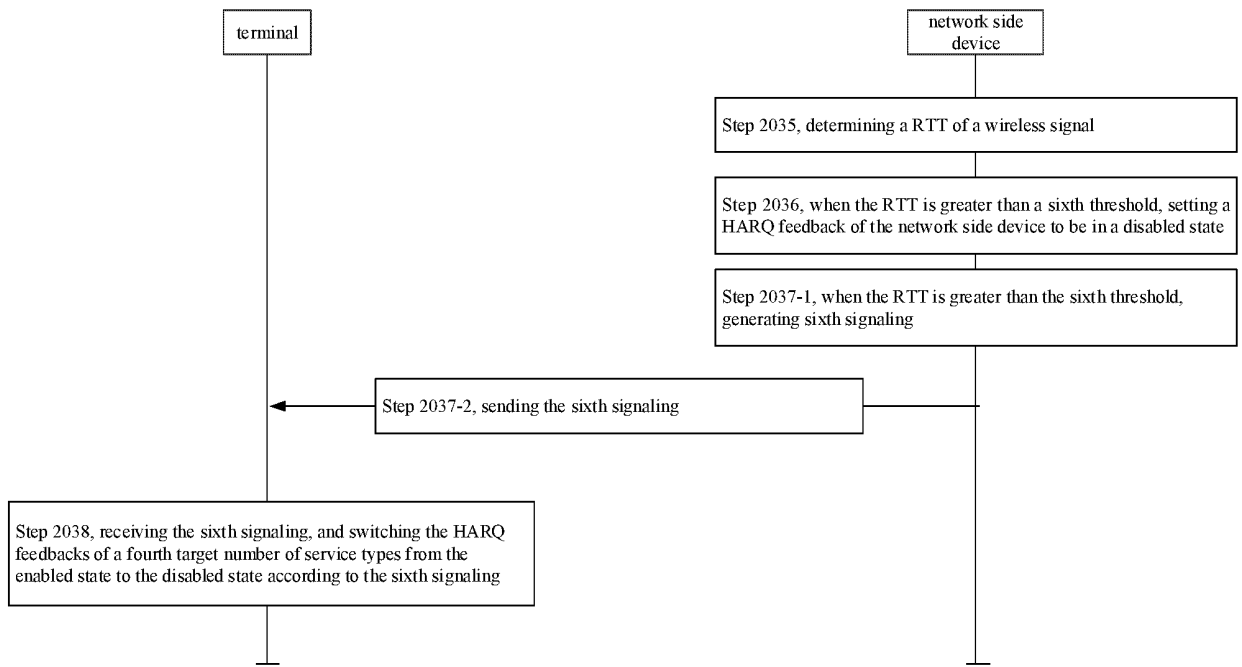 terminal
network side
device
Step 2035, determining a RTT of a wireless signal
Step 2036, when the RTT is greater than a sixth threshold, setting a
HARQ feedback of the network side device to be in a disabled state
Step 2037-1, when the RTT is greater than the sixth threshold,
generating sixth signaling
Step 2037-2, sending the sixth signaling
Step 2038, receiving the sixth signaling, and switching the HARQ
feedbacks of a fourth target number of service types from the
enabled state to the disabled state according to the sixth signaling